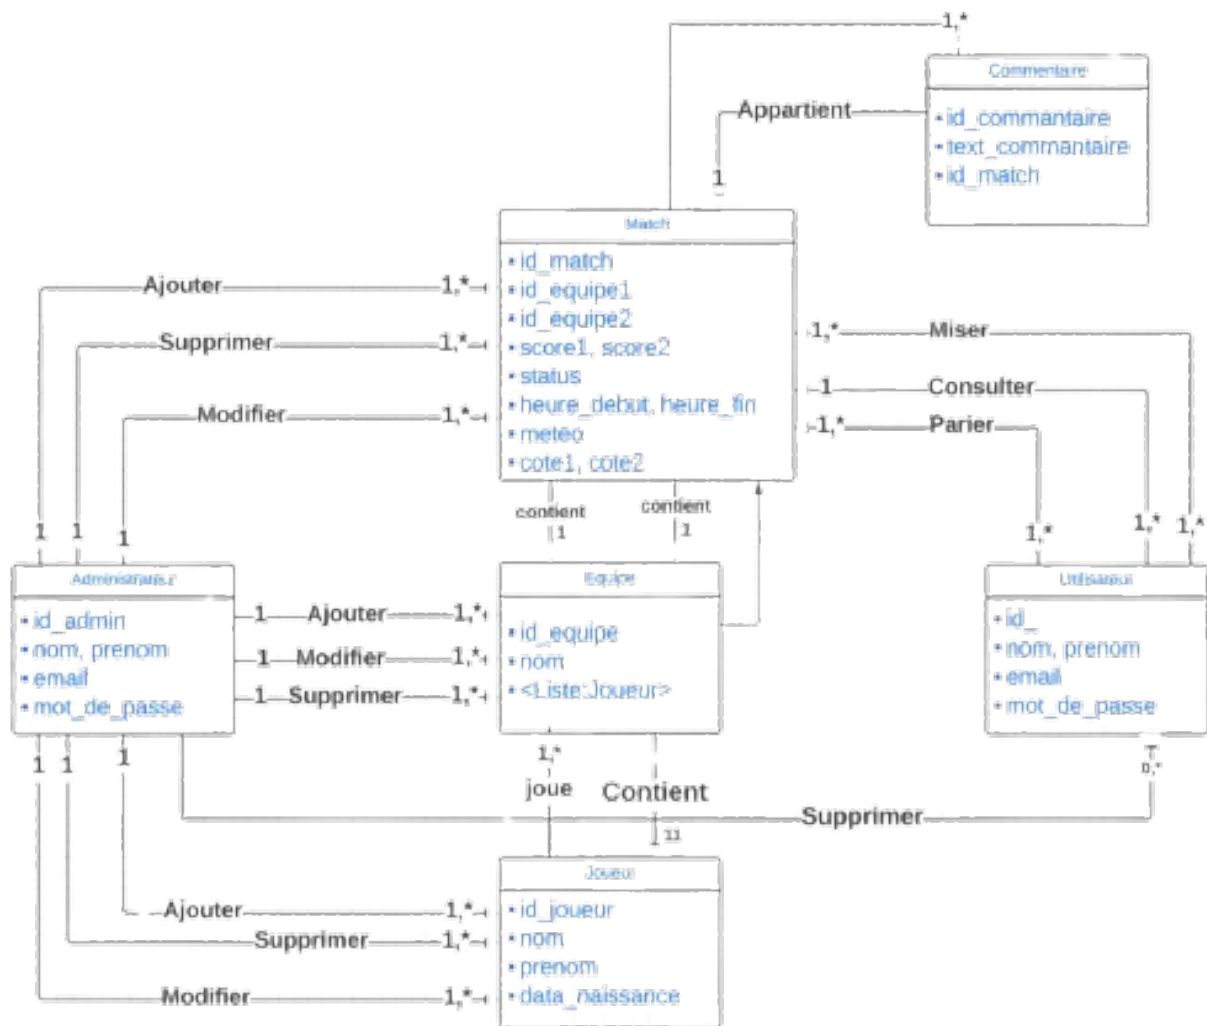 1,*
Commentaire
Appartient
id_commantaire
text_commantaire
id_match
1
Match
id_match
id_equipe1
id_equipe2
score1, score2
status
heure_debut, heure_fin
meteo
cote1, cote2
Ajouter 1,*
Supprimer 1,*
Modifier 1,*
1,* Miser
1 Consulter
1,* Parier
contient
1
contient
1
1
1
1
1,*
1,*
1,*
Administrateur
id_admin
nom, prenom
email
mot_de_passe
1 Ajouter 1,*
1 Modifier 1,*
1 Supprimer 1,*
Equipe
id_equipe
nom
<Liste:Joueur>
Utilisateur
id_
nom, prenom
email
mot_de_passe
1
1
1
1,*
joue
Contient
11
0,*
Supprimer
Joueur
id_joueur
nom
prenom
data_naissance
Ajouter 1,*
Supprimer 1,*
Modifier 1,*